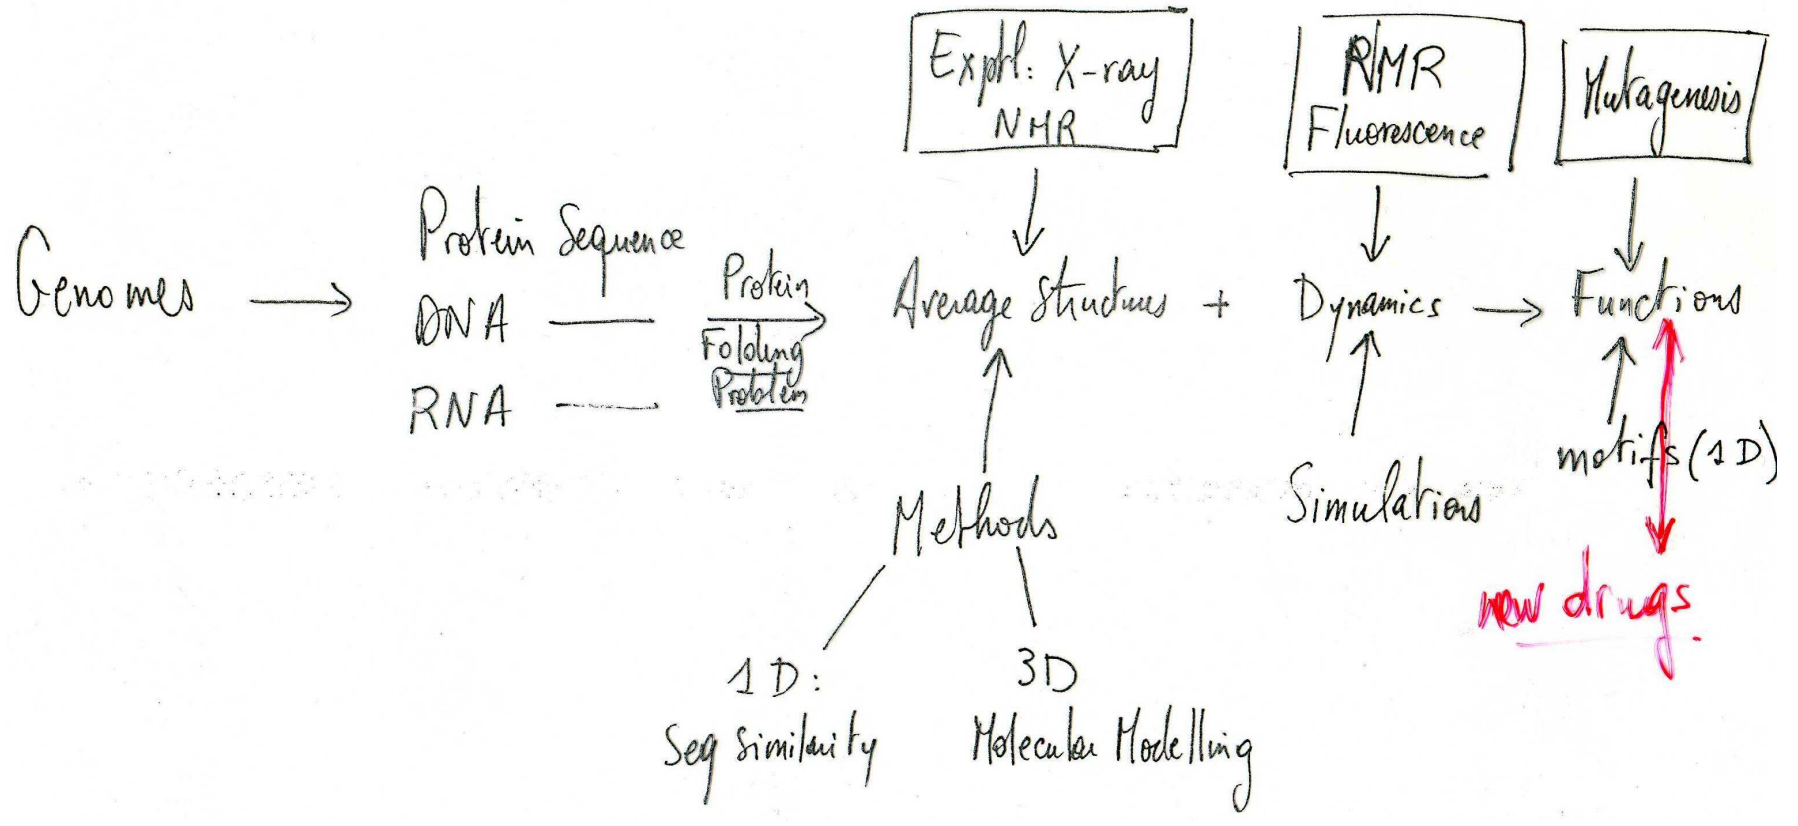 Exptl: X-ray
NMR
NMR
Fluorescence
Mutagenesis
Genomes
Protein Sequence
DNA
RNA
Protein
Folding
Problem
Average Structures + Dynamics
Functions
Methods
Simulations
motifs (1D)
new drugs.
1D:
Seq Similarity
3D
Molecular Modelling